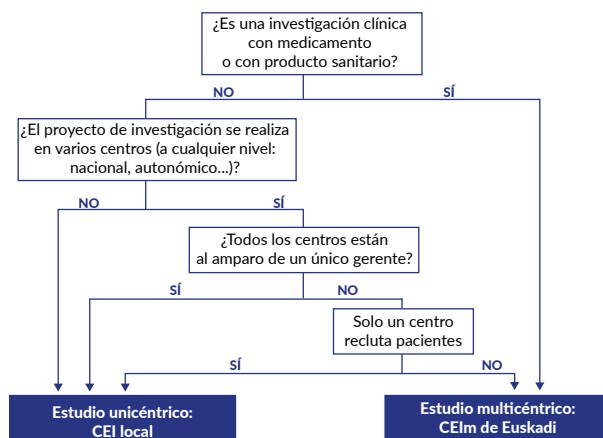 ¿Es una investigación clínica
con medicamento
o con producto sanitario?
NO
SÍ
¿El proyecto de investigación se realiza
en varios centros (a cualquier nivel:
nacional, autonómico...)?
NO
SÍ
¿Todos los centros están
al amparo de un único gerente?
SÍ
NO
Solo un centro
recluta pacientes
SÍ
NO
Estudio unicéntrico:
CEI local
Estudio multicéntrico:
CEIm de Euskadi